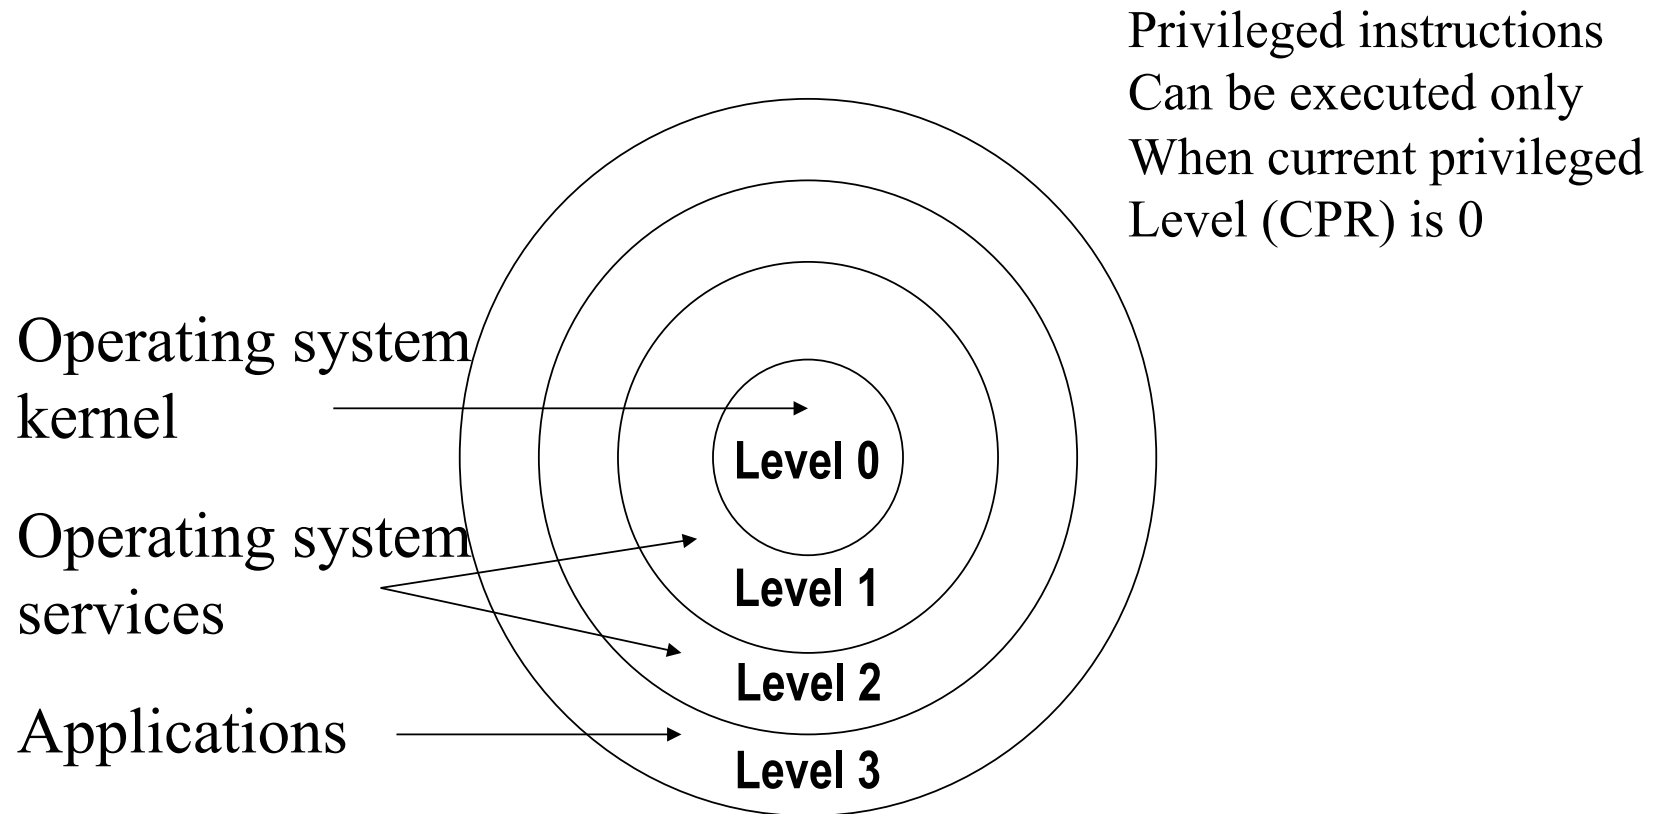 Privileged instructions
Can be executed only
When current privileged
Level (CPR) is 0
Operating system
kernel
Level 0
Operating system
services
Level 1
Level 2
Applications
Level 3